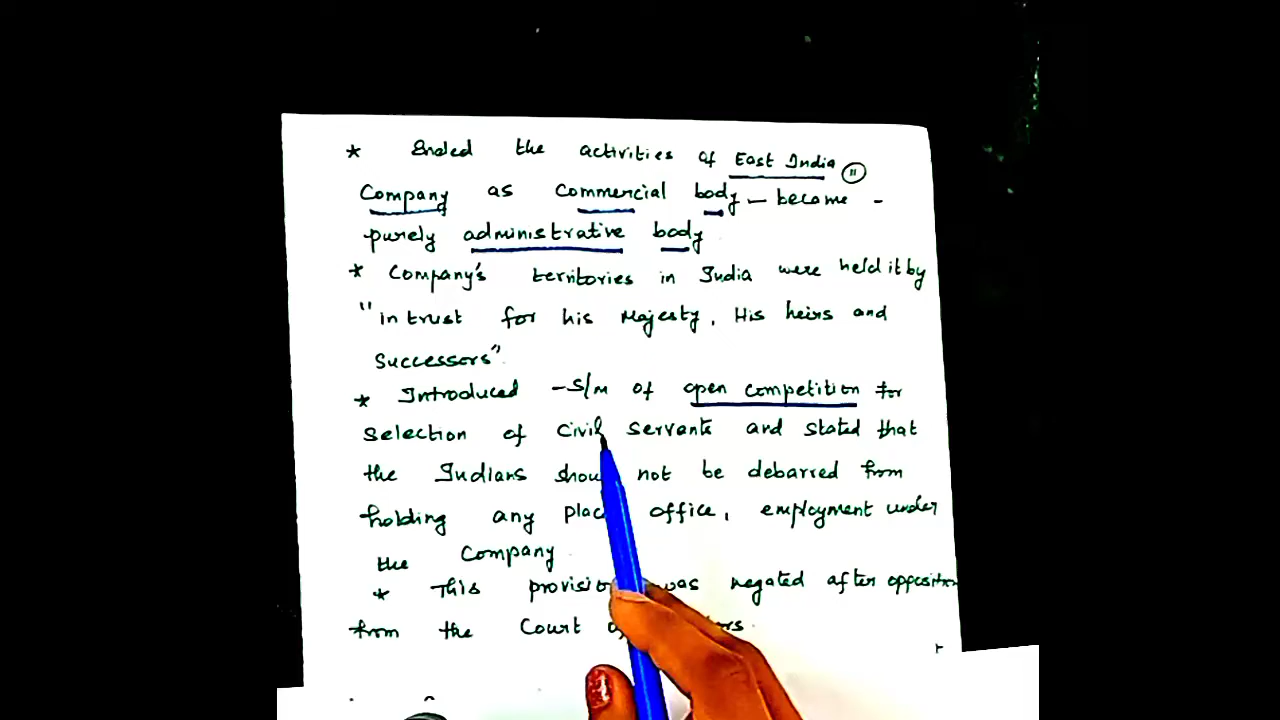 * Ended the activities of East India (11)
Company as Commercial body - became -
purely administrative body
* Company's territories in India were held it by
"in trust for his Majesty, His heirs and
Successors".
* Introduced - S/m of open competition for
Selection of civil servants and stated that
the Indians not be debarred from
holding any office, employment under
the Company
* This was negated after opposition
from the Court